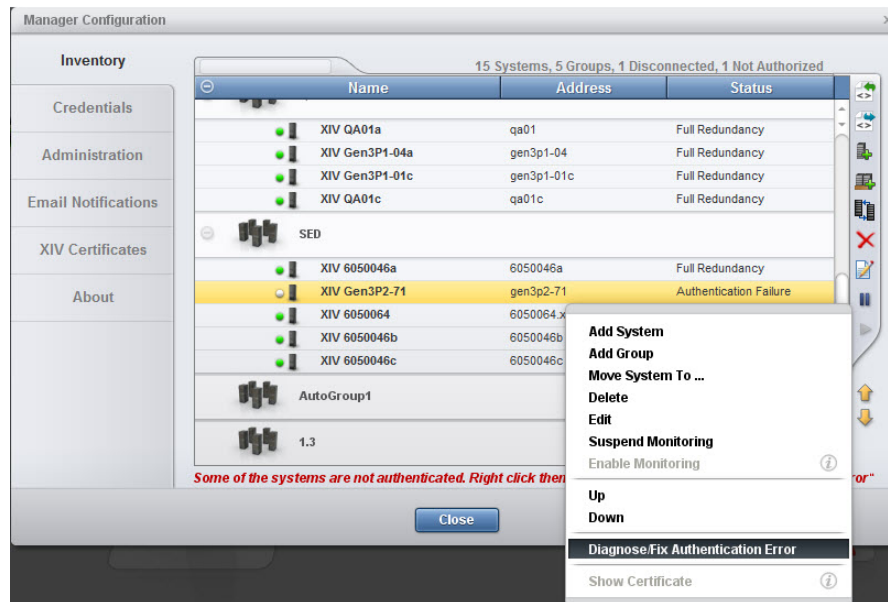 Manager Configuration
Inventory
Credentials
Administration
Email Notifications
XIV Certificates
About
15 Systems, 5 Groups, 1 Disconnected, 1 Not Authorized
Name Address Status
XIV QA01a qa01 Full Redundancy
XIV Gen3P1-04a gen3p1-04 Full Redundancy
XIV Gen3P1-01c gen3p1-01c Full Redundancy
XIV QA01c qa01c Full Redundancy
SED
XIV 6050046a 6050046a Full Redundancy
XIV Gen3P2-71 gen3p2-71 Authentication Failure
XIV 6050064 6050064.x
XIV 6050046b 6050046b
XIV 6050046c 6050046c
AutoGroup1
1.3
Some of the systems are not authenticated. Right click then or"
Close
Add System
Add Group
Move System To ...
Delete
Edit
Suspend Monitoring
Enable Monitoring
Up
Down
Diagnose/Fix Authentication Error
Show Certificate